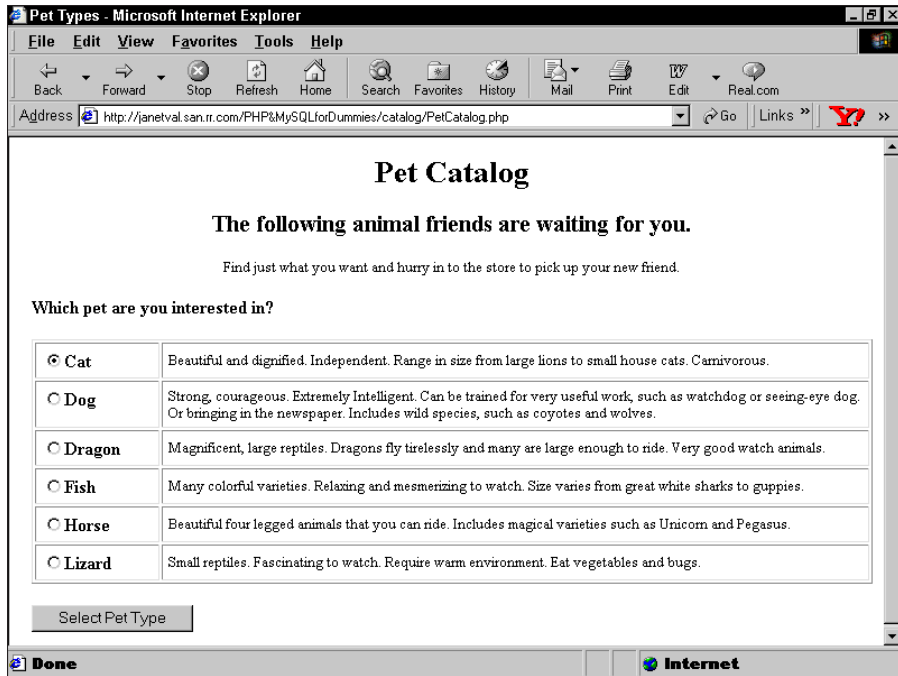 Pet Types - Microsoft Internet Explorer
File Edit View Favorites Tools Help
Back Forward Stop Refresh Home Search Favorites History Mail Print Edit Real.com
Address http://janetval.san.rr.com/PHP&MySQLforDummies/catalog/PetCatalog.php Go Links » Y! »
Pet Catalog
The following animal friends are waiting for you.
Find just what you want and hurry in to the store to pick up your new friend.
Which pet are you interested in?
Cat Beautiful and dignified. Independent. Range in size from large lions to small house cats. Carnivorous.
Dog Strong, courageous. Extremely Intelligent. Can be trained for very useful work, such as watchdog or seeing-eye dog.
Or bringing in the newspaper. Includes wild species, such as coyotes and wolves.
Dragon Magnificent, large reptiles. Dragons fly tirelessly and many are large enough to ride. Very good watch animals.
Fish Many colorful varieties. Relaxing and mesmerizing to watch. Size varies from great white sharks to guppies.
Horse Beautiful four legged animals that you can ride. Includes magical varieties such as Unicorn and Pegasus.
Lizard Small reptiles. Fascinating to watch. Require warm environment. Eat vegetables and bugs.
Select Pet Type
Done Internet